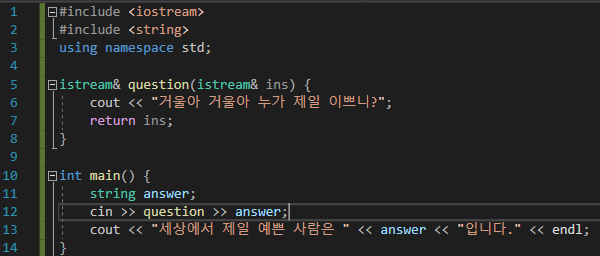 1 #include <iostream>
2 #include <string>
3 using namespace std;
4
5 istream& question(istream& ins) {
6 cout << "거울아 거울아 누가 제일 이쁘니?";
7 return ins;
8 }
9
10 int main() {
11 string answer;
12 cin >> question >> answer;
13 cout << "세상에서 제일 예쁜 사람은 " << answer << "입니다." << endl;
14 }